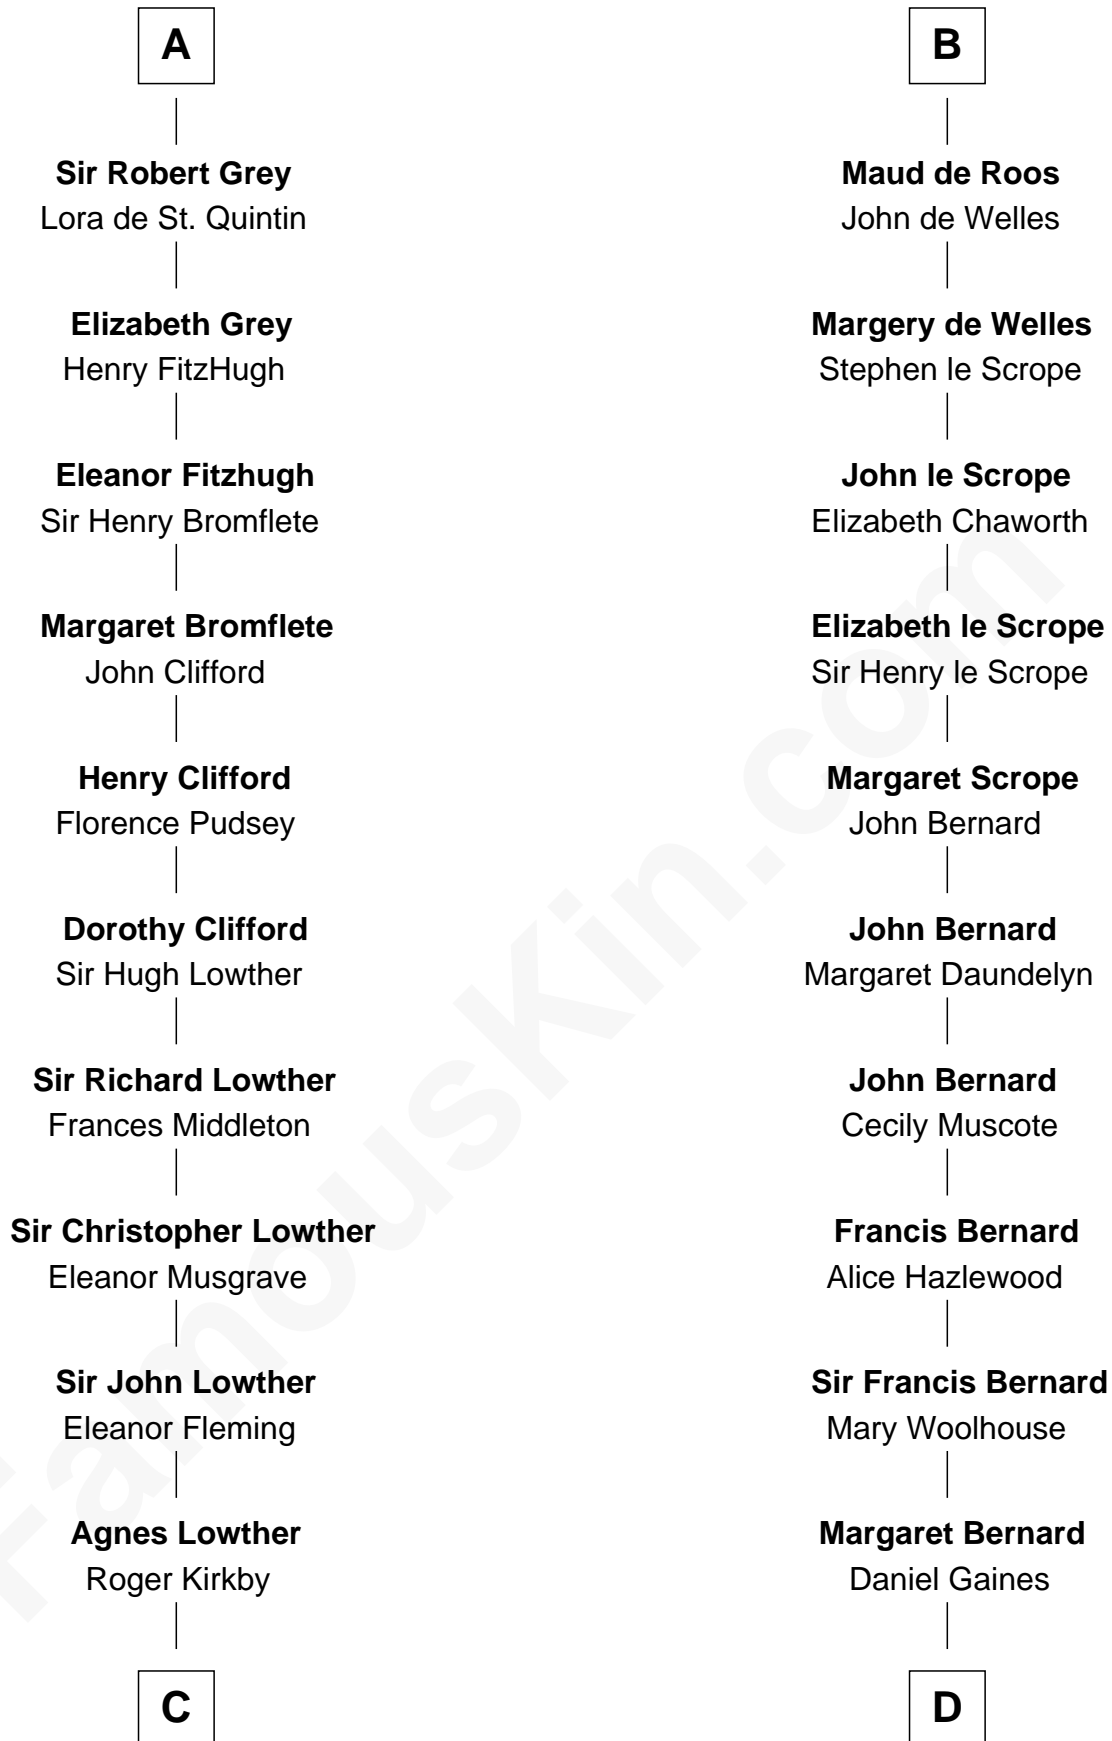 A
Sir Robert Grey
Lora de St. Quintin
Elizabeth Grey
Henry FitzHugh
Eleanor Fitzhugh
Sir Henry Bromflete
Margaret Bromflete
John Clifford
Henry Clifford
Florence Pudsey
Dorothy Clifford
Sir Hugh Lowther
Sir Richard Lowther
Frances Middleton
Sir Christopher Lowther
Eleanor Musgrave
Sir John Lowther
Eleanor Fleming
Agnes Lowther
Roger Kirkby
C
B
Maud de Roos
John de Welles
Margery de Welles
Stephen le Scrope
John le Scrope
Elizabeth Chaworth
Elizabeth le Scrope
Sir Henry le Scrope
Margaret Scrope
John Bernard
John Bernard
Margaret Daundelyn
John Bernard
Cecily Muscote
Francis Bernard
Alice Hazlewood
Sir Francis Bernard
Mary Woolhouse
Margaret Bernard
Daniel Gaines
D
FamousKin.com